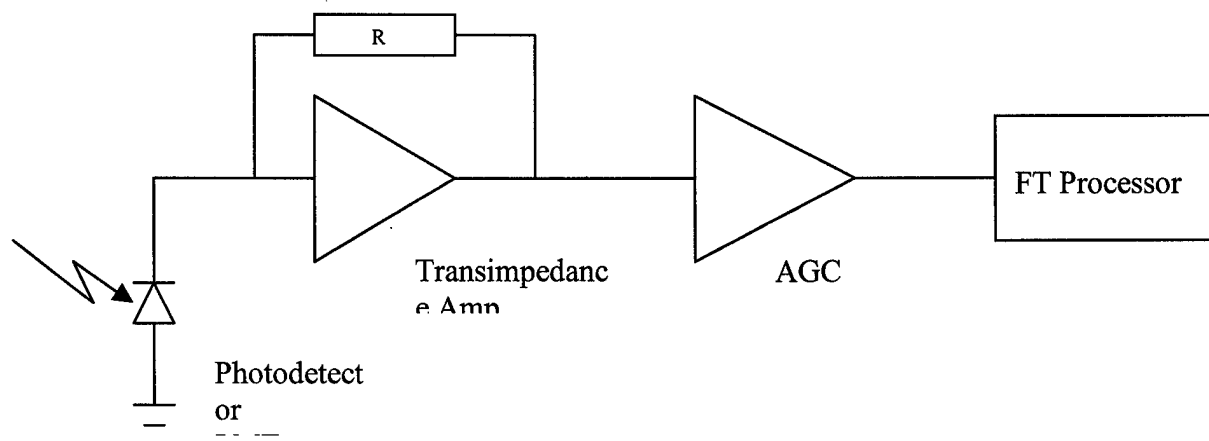 R
FT Processor
Transimpedanc
e Amp
AGC
Photodetect
or